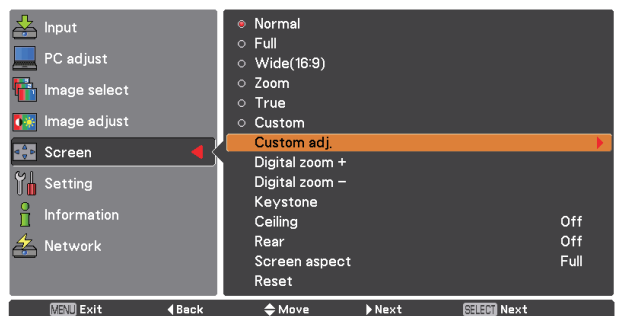 Input
PC adjust
Image select
Image adjust
Screen
Setting
Information
Network
Normal
Full
Wide(16:9)
Zoom
True
Custom
Custom adj.
Digital zoom +
Digital zoom −
Keystone
Ceiling Off
Rear Off
Screen aspect Full
Reset
MENU Exit Back Move Next SELECT Next